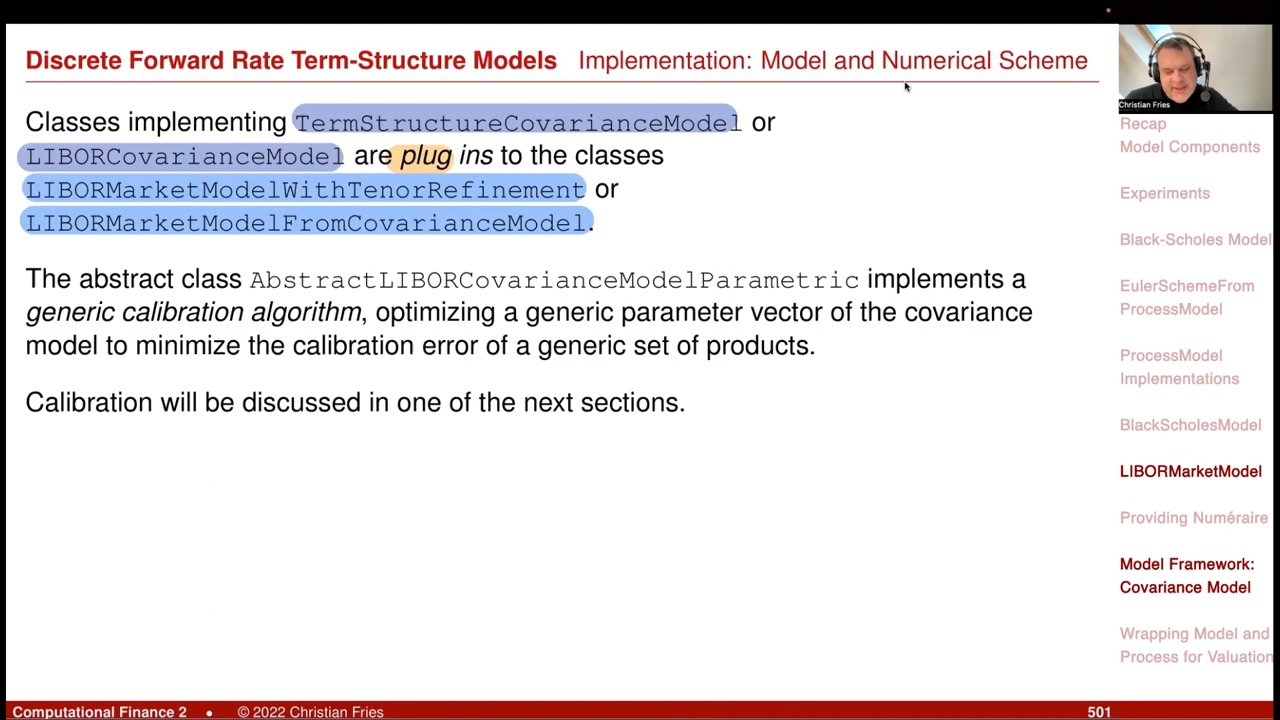 Discrete Forward Rate Term-Structure Models Implementation: Model and Numerical Scheme
Classes implementing TermStructureCovarianceModel or
LIBORCovarianceModel are plug ins to the classes
LIBORMarketModelWithTenorRefinement or
LIBORMarketModelFromCovarianceModel.
The abstract class AbstractLIBORCovarianceModelParametric implements a
generic calibration algorithm, optimizing a generic parameter vector of the covariance
model to minimize the calibration error of a generic set of products.
Calibration will be discussed in one of the next sections.
Christian Fries
Recap
Model Components
Experiments
Black-Scholes Model
EulerSchemeFrom
ProcessModel
ProcessModel
Implementations
BlackScholesModel
LIBORMarketModel
Providing Numéraire
Model Framework:
Covariance Model
Wrapping Model and
Process for Valuation
Computational Finance 2 • © 2022 Christian Fries 501